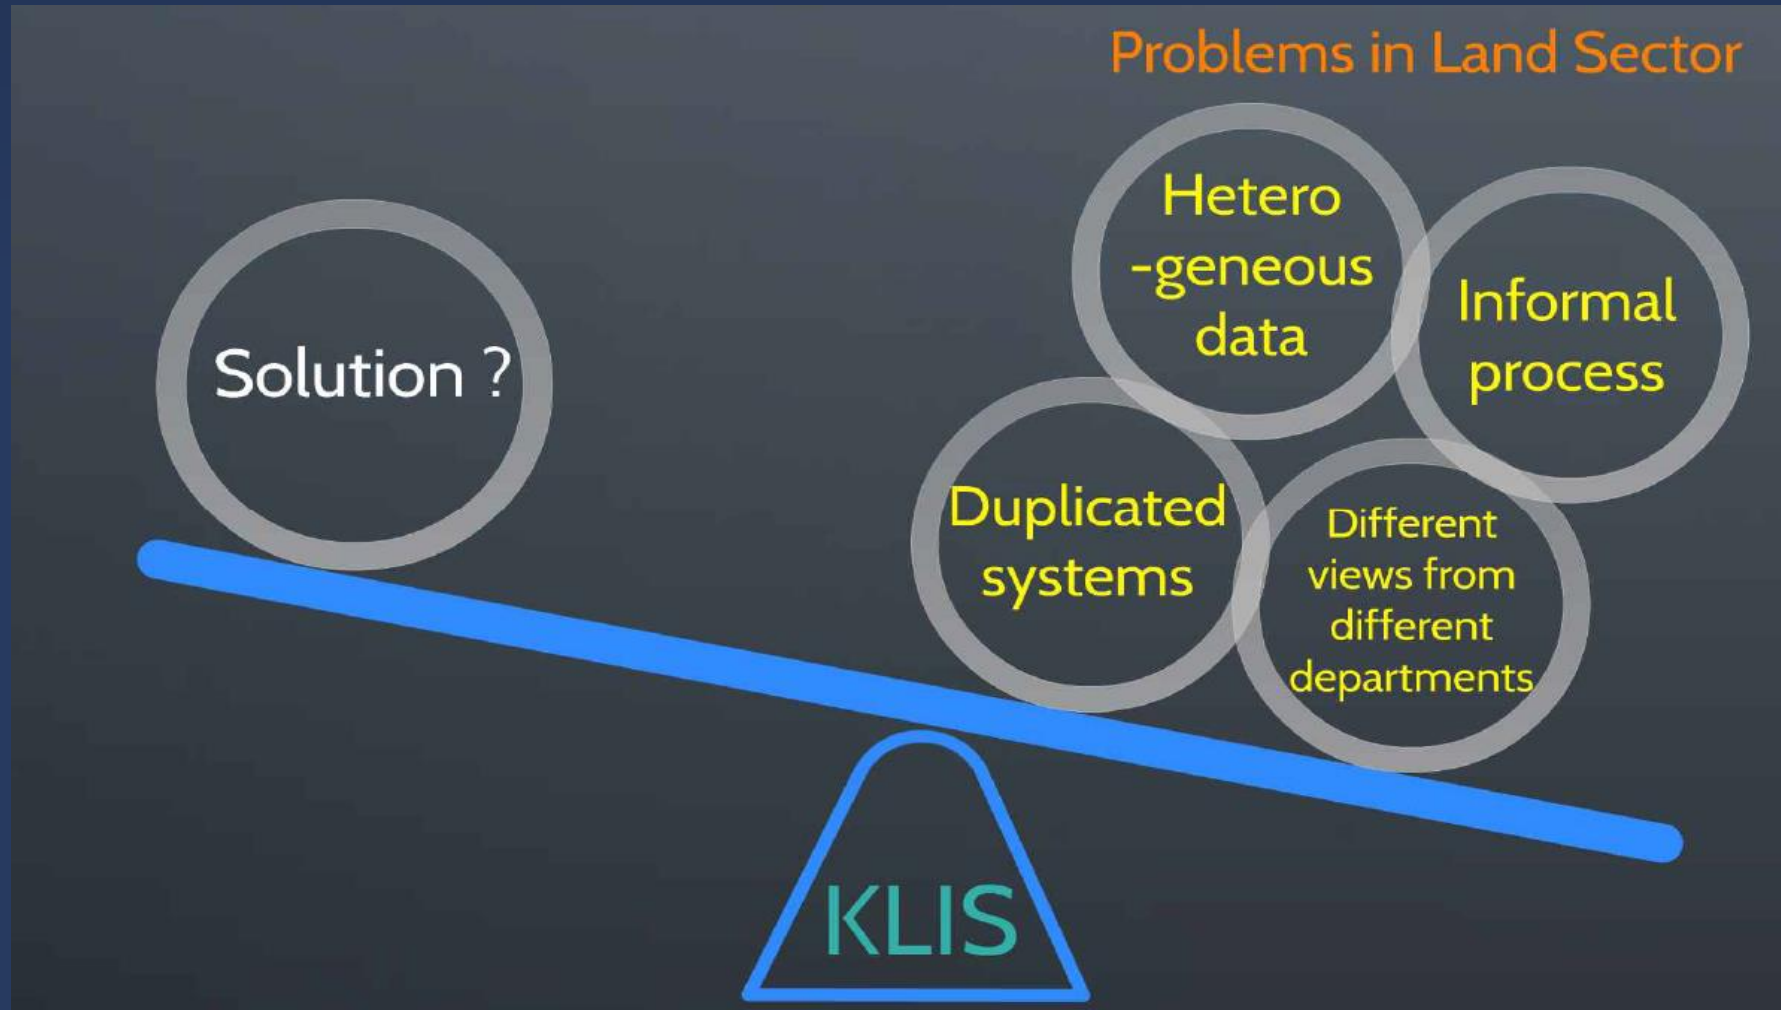 Problems in Land Sector
Solution ?
Hetero
-geneous
data
Informal
process
Duplicated
systems
Different
views from
different
departments
KLIS